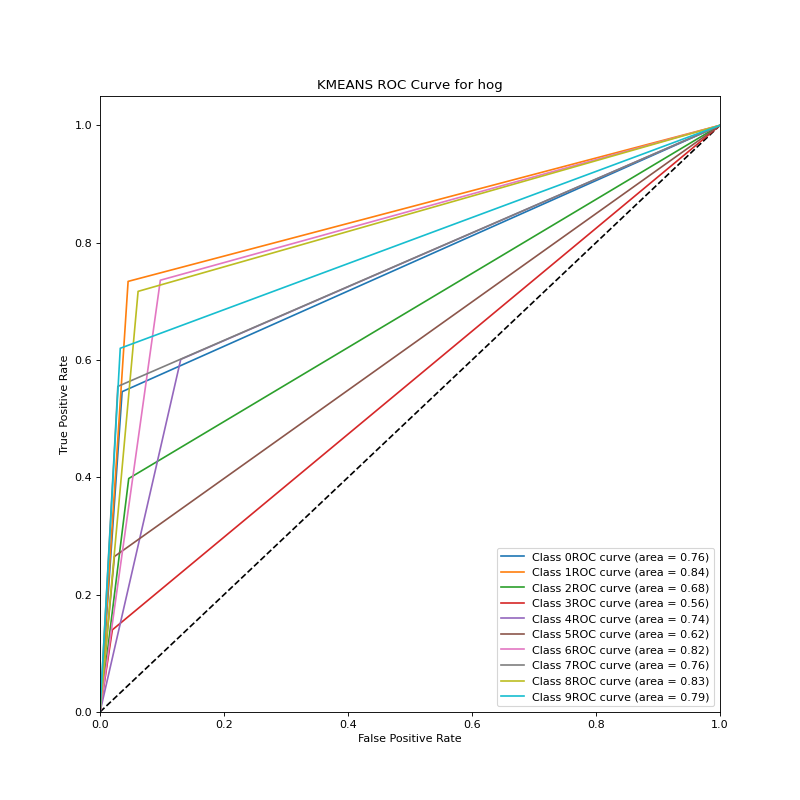 KMEANS ROC Curve for hog
1.0
0.8
0.6
0.4
0.2
0.0
True Positive Rate
Class 0ROC curve (area = 0.76)
Class 1ROC curve (area = 0.84)
Class 2ROC curve (area = 0.68)
Class 3ROC curve (area = 0.56)
Class 4ROC curve (area = 0.74)
Class 5ROC curve (area = 0.62)
Class 6ROC curve (area = 0.82)
Class 7ROC curve (area = 0.76)
Class 8ROC curve (area = 0.83)
Class 9ROC curve (area = 0.79)
0.0 0.2 0.4 0.6 0.8 1.0
False Positive Rate